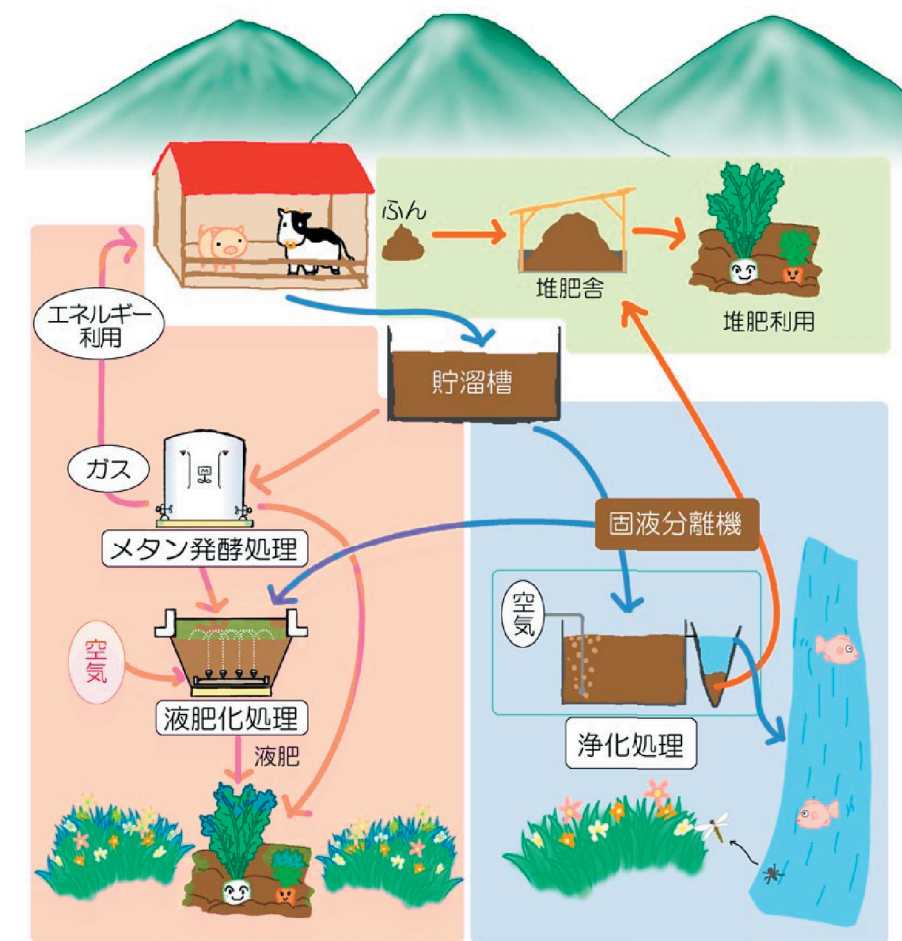 ふん
堆肥舎
堆肥利用
エネルギー
利用
貯溜槽
ガス
メタン発酵処理
固液分離機
空
気
空
気
液肥化処理
浄化処理
液肥